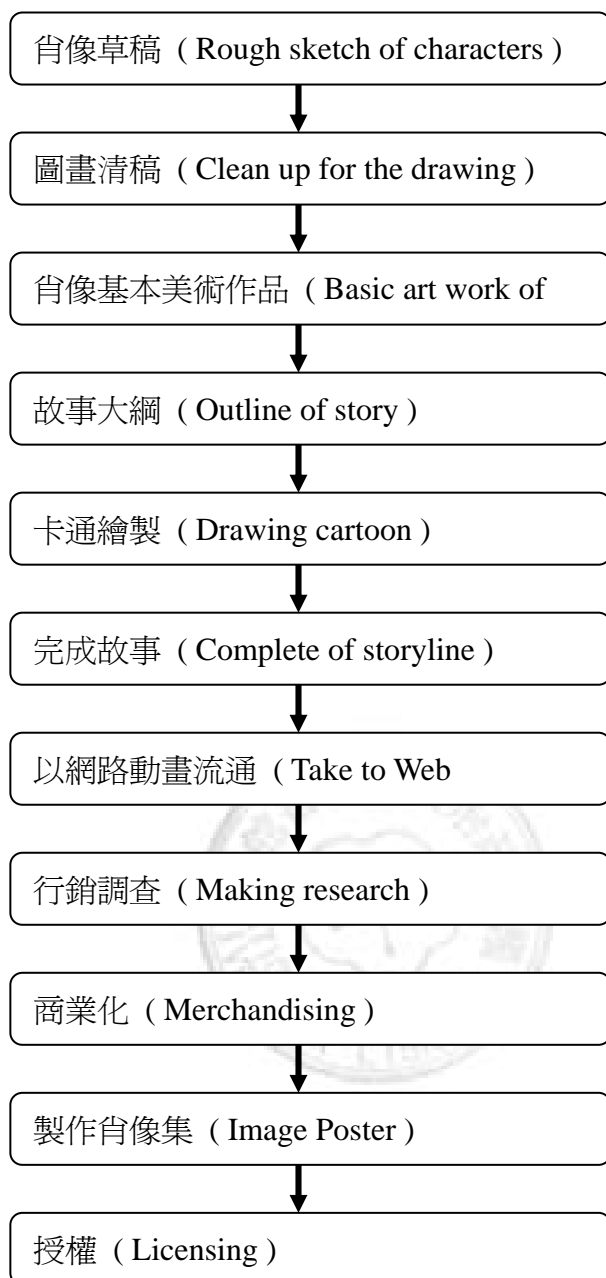 肖像草稿 ( Rough sketch of characters )
圖畫清稿 ( Clean up for the drawing )
肖像基本美術作品 ( Basic art work of
故事大綱 ( Outline of story )
卡通繪製 ( Drawing cartoon )
完成故事 ( Complete of storyline )
以網路動畫流通 ( Take to Web
行銷調查 ( Making research )
商業化 ( Merchandising )
製作肖像集 ( Image Poster )
授權 ( Licensing )